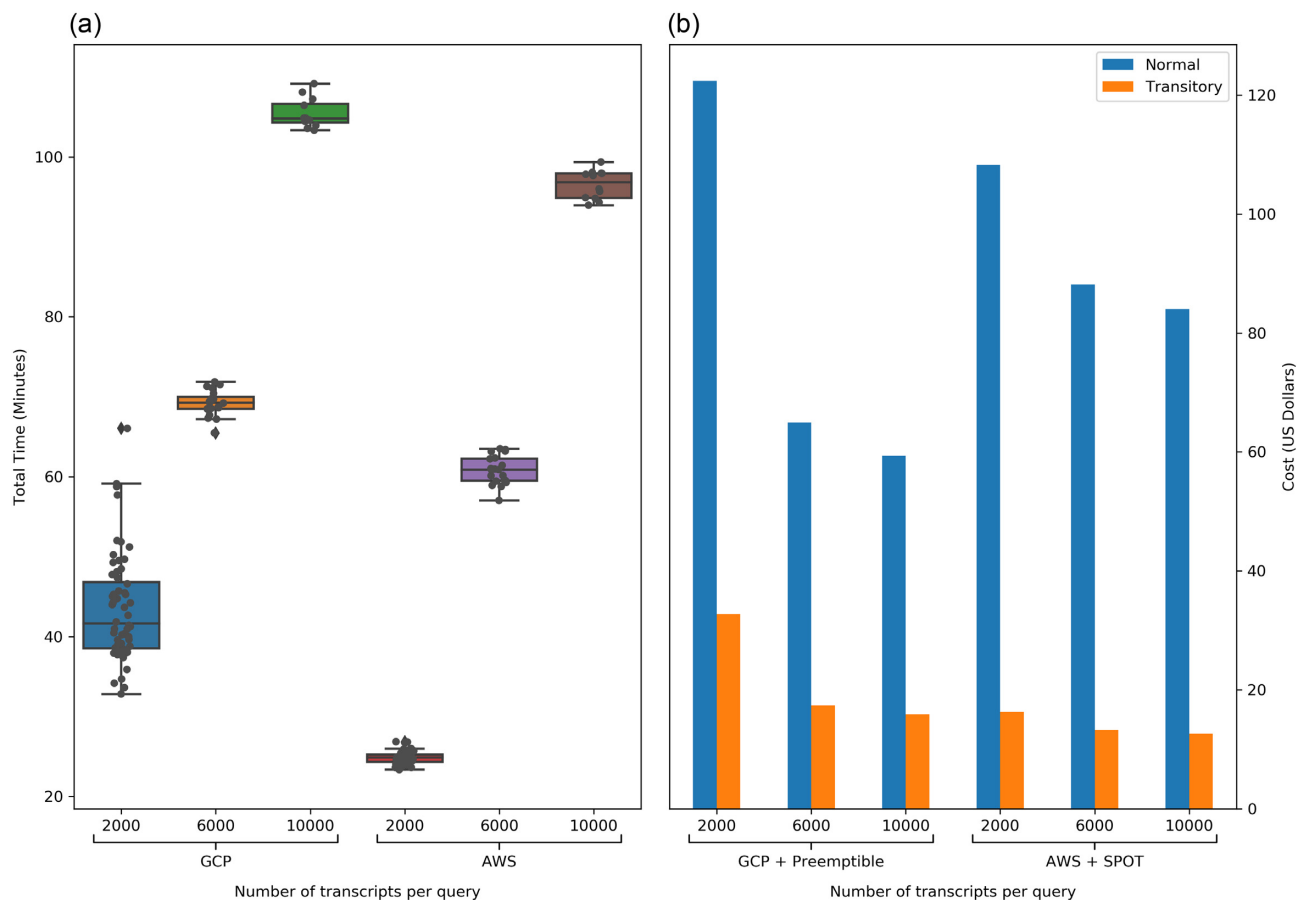 (a)
Total Time (Minutes)
100
80
60
40
20
2000 6000 10000 2000 6000 10000
GCP AWS
Number of transcripts per query
(b)
Normal
Transitory
120
100
80
60
40
20
0
Cost (US Dollars)
2000 6000 10000 2000 6000 10000
GCP + Preemptible AWS + SPOT
Number of transcripts per query